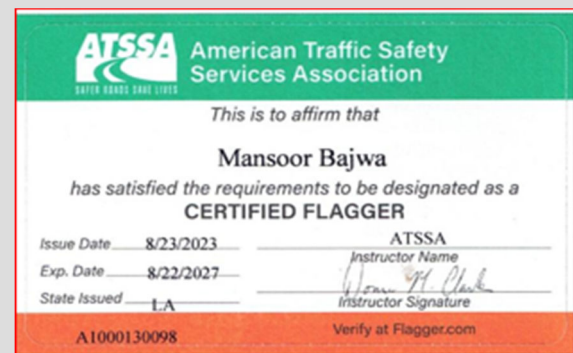 ATSSA
SAFER ROADS SAVE LIVES
American Traffic Safety
Services Association
This is to affirm that
Mansoor Bajwa
has satisfied the requirements to be designated as a
CERTIFIED FLAGGER
Issue Date 8/23/2023
ATSSA
Instructor Name
Exp. Date 8/22/2027
State Issued LA
Instructor Signature
A1000130098
Verify at Flagger.com